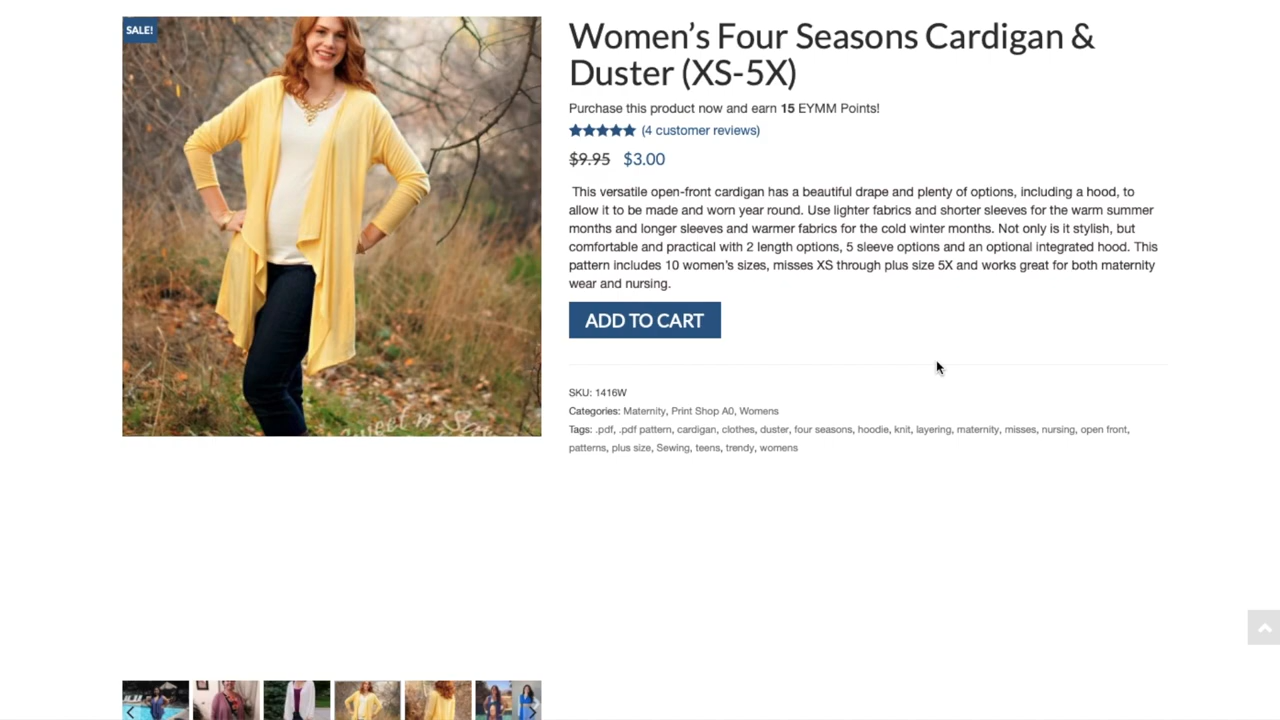 SALE!
Women’s Four Seasons Cardigan &
Duster (XS-5X)
Purchase this product now and earn 15 EYMM Points!
(4 customer reviews)
$9.95 $3.00
This versatile open-front cardigan has a beautiful drape and plenty of options, including a hood, to
allow it to be made and worn year round. Use lighter fabrics and shorter sleeves for the warm summer
months and longer sleeves and warmer fabrics for the cold winter months. Not only is it stylish, but
comfortable and practical with 2 length options, 5 sleeve options and an optional integrated hood. This
pattern includes 10 women’s sizes, misses XS through plus size 5X and works great for both maternity
wear and nursing.
ADD TO CART
SKU: 1416W
Categories: Maternity, Print Shop A0, Womens
Tags: .pdf, .pdf pattern, cardigan, clothes, duster, four seasons, hoodie, knit, layering, maternity, misses, nursing, open front,
patterns, plus size, Sewing, teens, trendy, womens